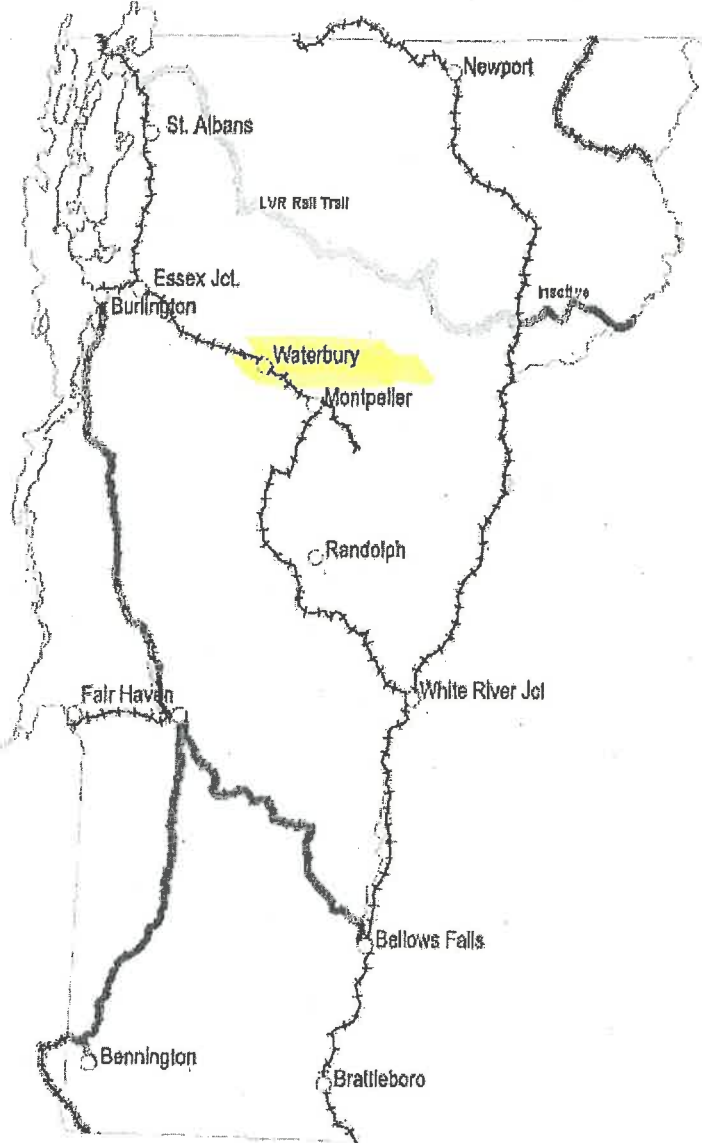 Newport
St. Albans
LVR Rail Trail
Essex Jct.
Inactive
Burlington
Waterbury
Montpelier
Randolph
Fair Haven
White River Jct
Bellows Falls
Bennington
Brattleboro